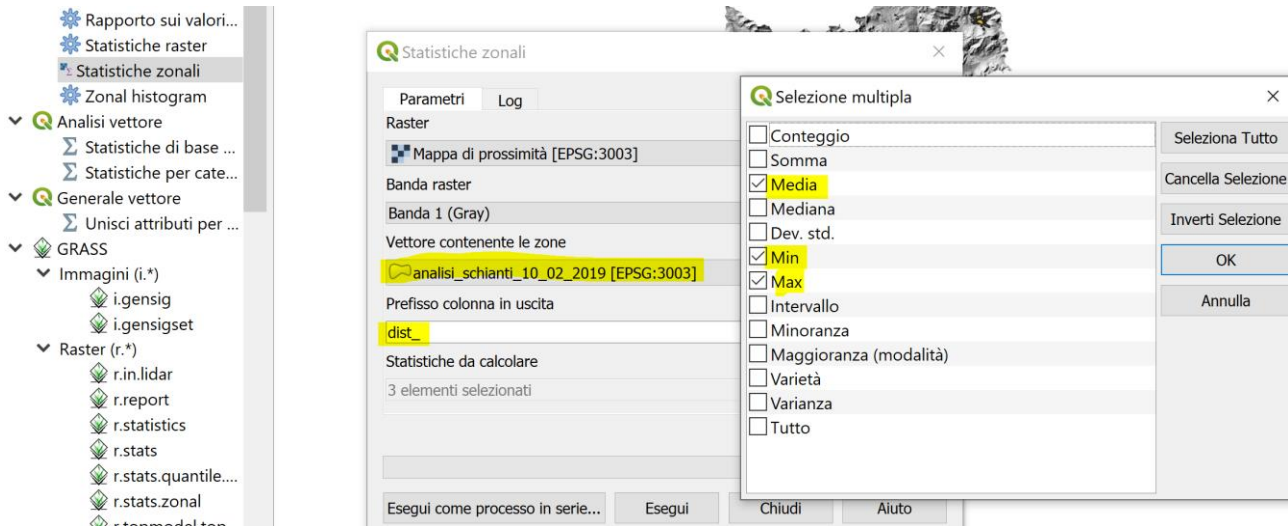 Rapporto sui valori...
Statistiche raster
Statistiche zonali
Zonal histogram
Analisi vettore
Statistiche di base ...
Statistiche per cate...
Generale vettore
Unisci attributi per ...
GRASS
Immagini (i.*)
i.gensig
i.gensigset
Raster (r.*)
r.in.lidar
r.report
r.statistics
r.stats
r.stats.quantile....
r.stats.zonal
Statistiche zonali
Parametri
Log
Raster
Mappa di prossimità [EPSG:3003]
Banda raster
Banda 1 (Gray)
Vettore contenente le zone
analisi_schianti_10_02_2019 [EPSG:3003]
Prefisso colonna in uscita
dist_
Statistiche da calcolare
3 elementi selezionati
Esegui come processo in serie...
Esegui
Chiudi
Aiuto
Selezione multipla
Conteggio
Somma
Media
Mediana
Dev. std.
Min
Max
Intervallo
Minoranza
Maggioranza (modalità)
Varietà
Varianza
Tutto
Seleziona Tutto
Cancella Selezione
Inverti Selezione
OK
Annulla